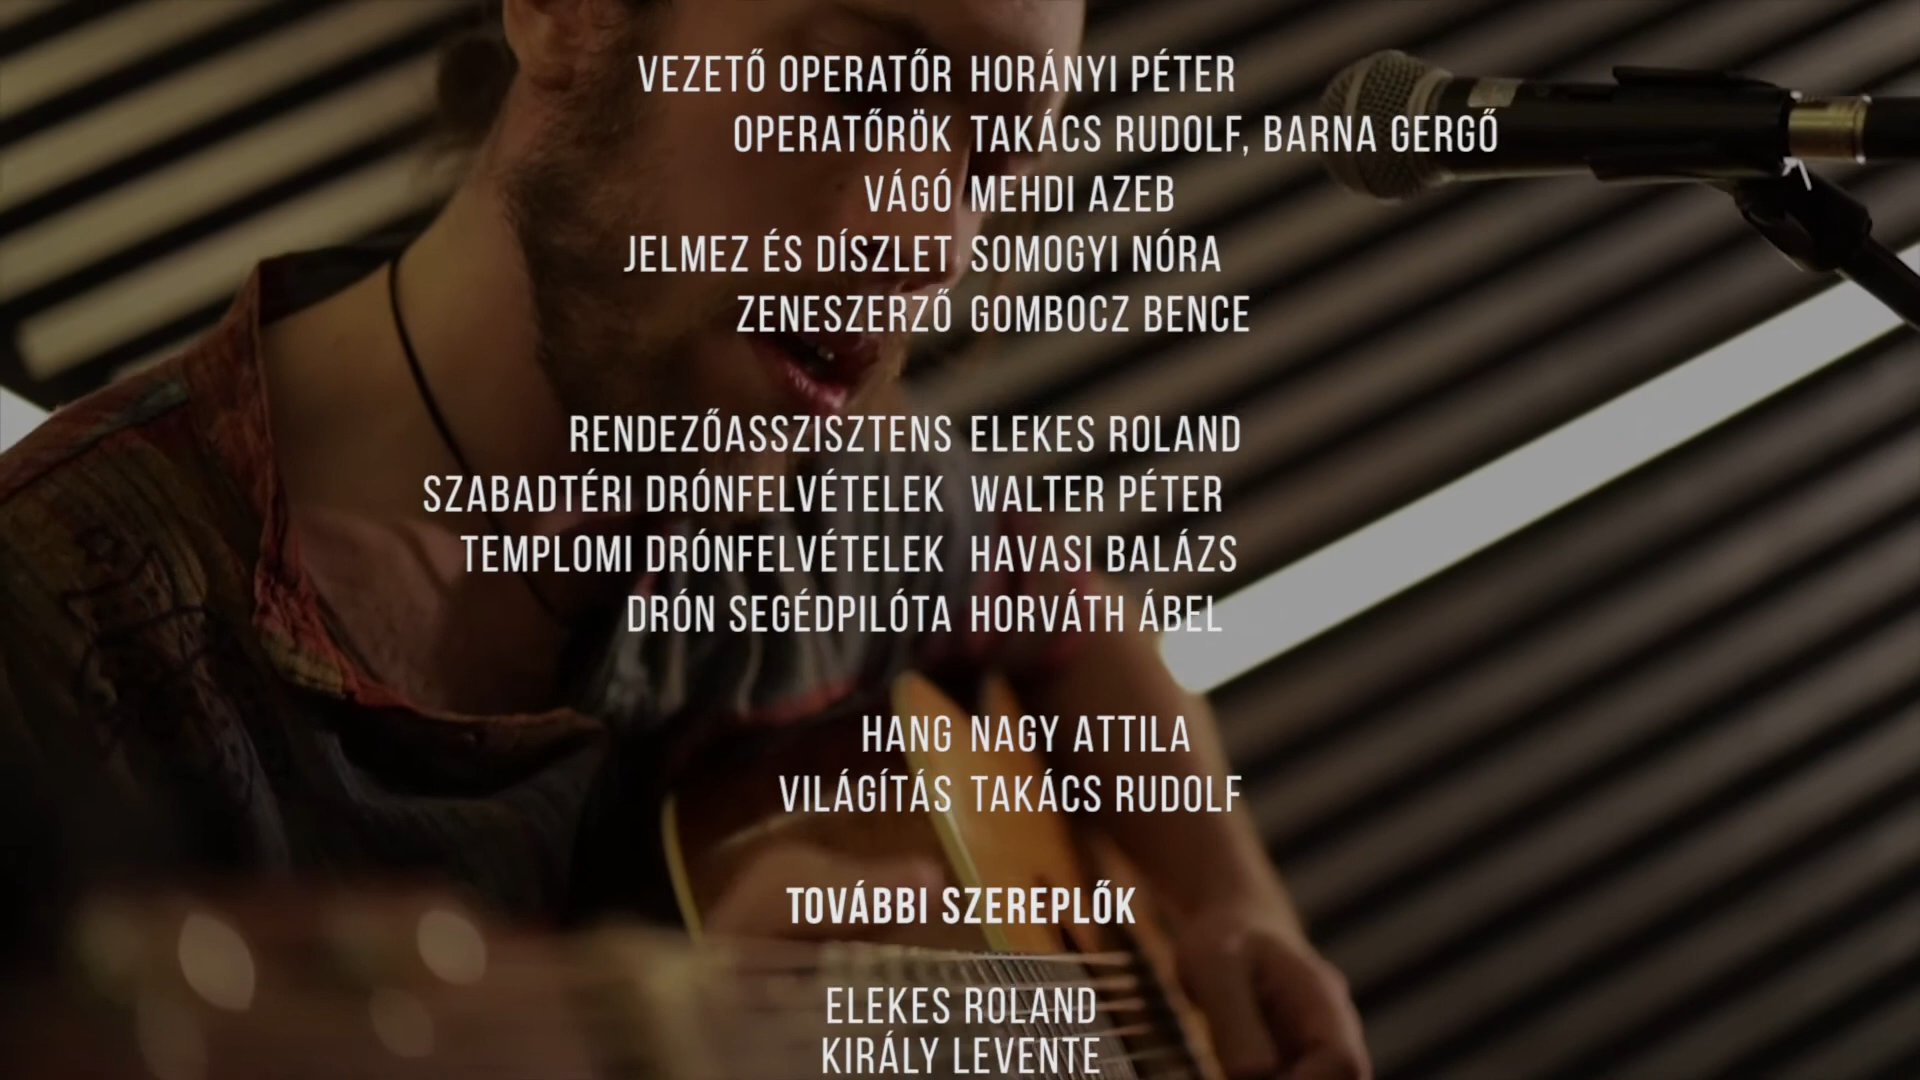 VEZETŐ OPERATŐR HORÁNYI PÉTER
OPERATŐRÖK TAKÁCS RUDOLF, BARNA GERGŐ
VÁGÓ MEHDI AZEB
JELMEZ ÉS DÍSZLET SOMOGYI NÓRA
ZENESZERZŐ GOMBOCZ BENCE
RENDEZŐASSZISZTENS ELEKES ROLAND
SZABADTÉRI DRÓNFELVÉTELEK WALTER PÉTER
TEMPLOMI DRÓNFELVÉTELEK HAVASI BALÁZS
DRÓN SEGÉDPILÓTA HORVÁTH ÁBEL
HANG NAGY ATTILA
VILÁGÍTÁS TAKÁCS RUDOLF
TOVÁBBI SZEREPLŐK
ELEKES ROLAND
KIRÁLY LEVENTE